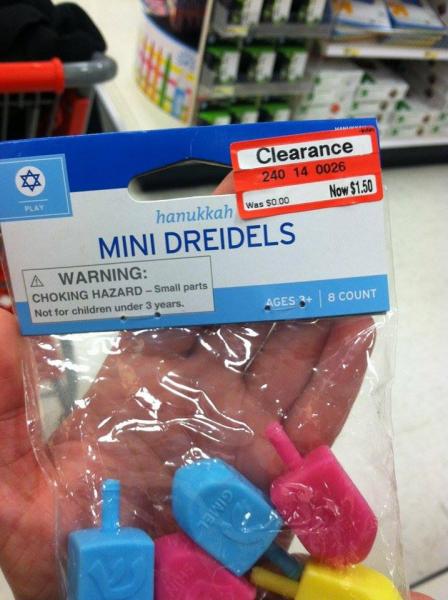 Clearance
240 14 0026
Was $0.00
Now $1.50
PLAY
hanukkah
MINI DREIDELS
WARNING:
CHOKING HAZARD – Small parts
Not for children under 3 years.
AGES 3+ | 8 COUNT
GIMEL
ש